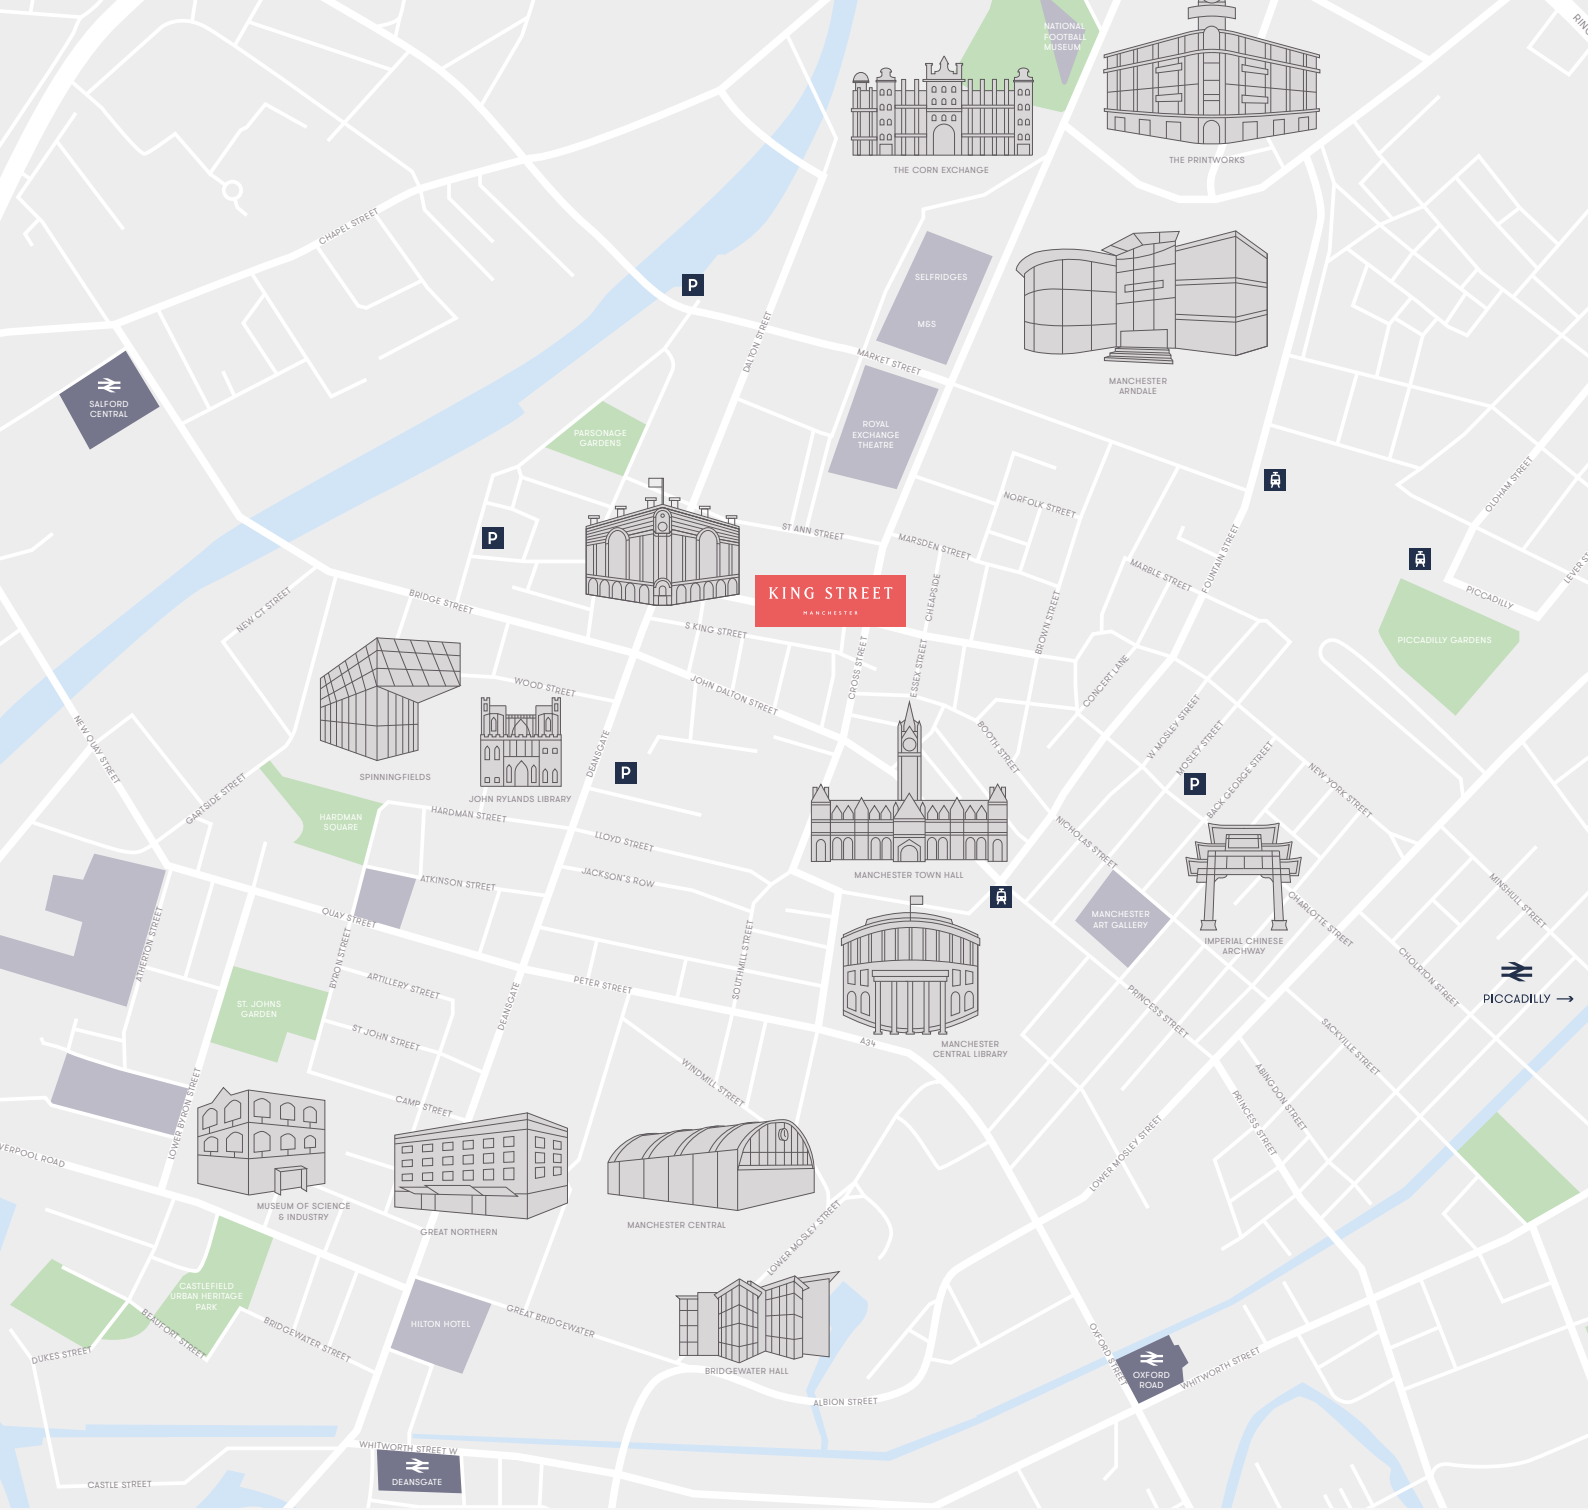 NATIONAL
FOOTBALL
MUSEUM
THE CORN EXCHANGE
THE PRINTWORKS
CHAPEL STREET
P
SELFRIDGES
M&S
DALTON STREET
MARKET STREET
MANCHESTER
ARNDALE
SALFORD
CENTRAL
PARSONAGE
GARDENS
ROYAL
EXCHANGE
THEATRE
OLDHAM STREET
NORFOLK STREET
ST ANN STREET
MARSDEN STREET
P
FOUNTAIN STREET
MARBLE STREET
LEVER ST
PICCADILLY
PICCADILLY GARDENS
KING STREET
MANCHESTER
CHEAPSIDE
BROWN STREET
NEW CT STREET
BRIDGE STREET
S KING STREET
CROSS STREET
ESSEX STREET
CONCERT LANE
WOOD STREET
JOHN DALTON STREET
W MOSLEY STREET
MOSLEY STREET
BACK GEORGE STREET
BOOTH STREET
NEW YORK STREET
NEW QUAY STREET
GARTSIDE STREET
SPINNINGFIELDS
JOHN RYLANDS LIBRARY
DEANSGATE
P
P
HARDMAN
SQUARE
HARDMAN STREET
LLOYD STREET
JACKSON'S ROW
ATKINSON STREET
MANCHESTER TOWN HALL
NICHOLAS STREET
MANCHESTER
ART GALLERY
IMPERIAL CHINESE
ARCHWAY
CHARLOTTE STREET
MINSHULL STREET
CHOLRTON STREET
PICCADILLY →
QUAY STREET
ATHERTON STREET
BYRON STREET
ARTILLERY STREET
PETER STREET
SOUTHMILL STREET
DEANSGATE
ST. JOHNS
GARDEN
ST JOHN STREET
A34
MANCHESTER
CENTRAL LIBRARY
PRINCESS STREET
SACKVILLE STREET
ABINGDON STREET
PRINCESS STREET
WINDMILL STREET
CAMP STREET
LOWER BYRON STREET
VERPOOL ROAD
LOWER MOSLEY STREET
MUSEUM OF SCIENCE
& INDUSTRY
GREAT NORTHERN
MANCHESTER CENTRAL
LOWER MOSLEY STREET
CASTLEFIELD
URBAN HERITAGE
PARK
BEAUFORT STREET
BRIDGEWATER STREET
DUKES STREET
HILTON HOTEL
GREAT BRIDGEWATER
BRIDGEWATER HALL
ALBION STREET
OXFORD STREET
OXFORD
ROAD
WHITWORTH STREET
WHITWORTH STREET W
DEANSGATE
CASTLE STREET